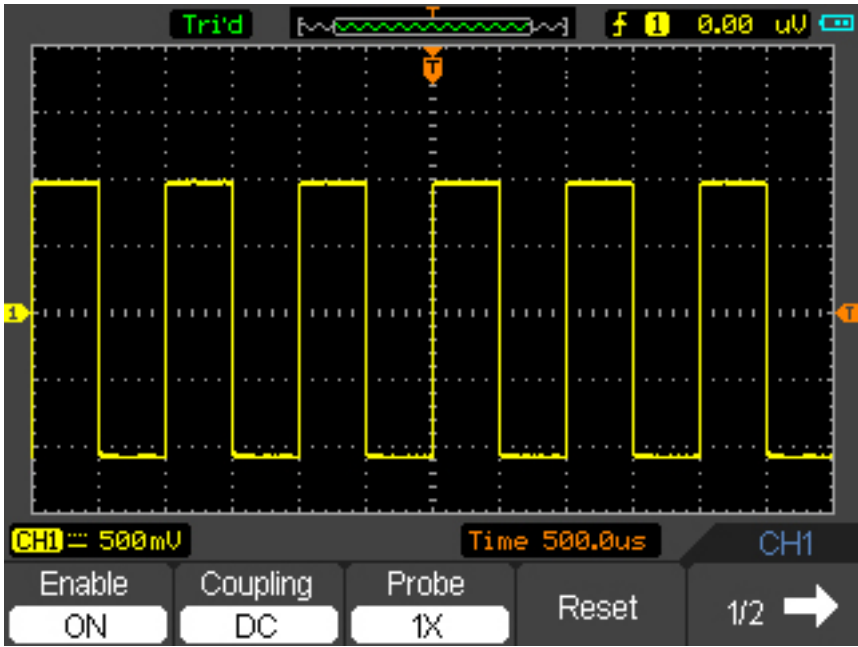 T
Tri'd 1 0.00 uV
T
1 T
CH1 500mV Time 500.0us CH1
Enable Coupling Probe
Reset 1/2
ON DC 1X